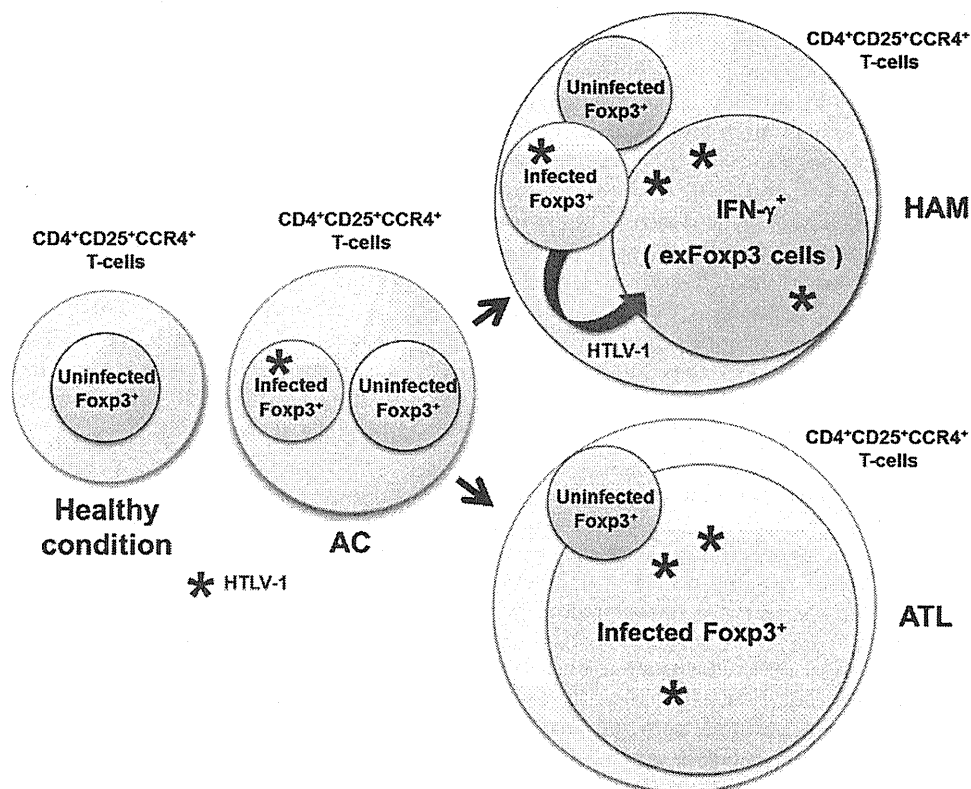 CD4⁺CD25⁺CCR4⁺
T-cells
Uninfected
Foxp3⁺
Healthy
condition
CD4⁺CD25⁺CCR4⁺
T-cells
* Infected
Foxp3⁺
Uninfected
Foxp3⁺
AC
* HTLV-1
CD4⁺CD25⁺CCR4⁺
T-cells
Uninfected
Foxp3⁺
*
Infected
Foxp3⁺
* *
IFN-γ⁺
( exFoxp3 cells )
*
HTLV-1
HAM
CD4⁺CD25⁺CCR4⁺
T-cells
Uninfected
Foxp3⁺
* *
Infected Foxp3⁺
*
ATL